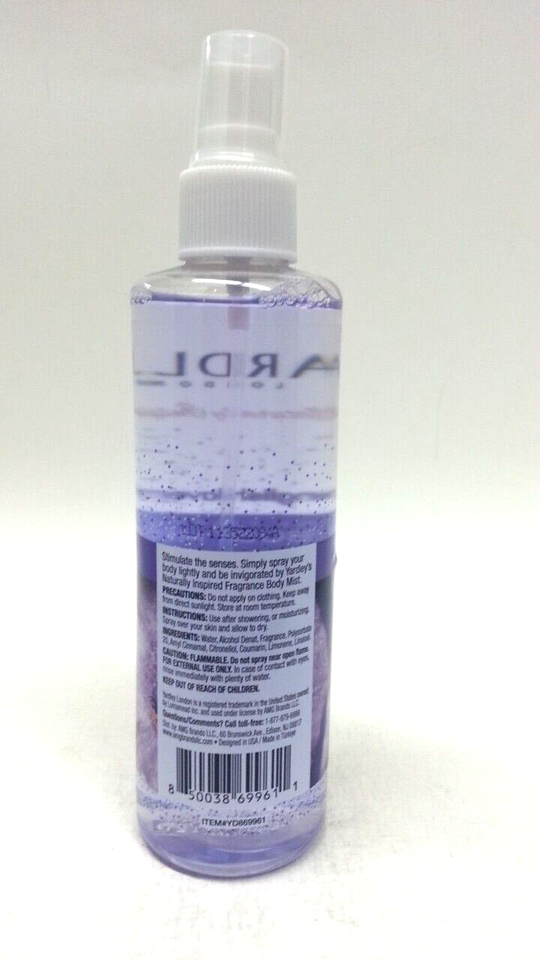 ARDL
LONDON
Stimulate the senses. Simply spray your
body lightly and be invigorated by Yardley's
Naturally Inspired Fragrance Body Mist.
PRECAUTIONS: Do not apply on clothing. Keep away
from direct sunlight. Store at room temperature.
INSTRUCTIONS: Use after showering, or moisturizing.
Spray over your skin and allow to dry.
INGREDIENTS: Water, Alcohol Denat, Fragrance, Polysorbate
20, Amyl Cinnamal, Citronellol, Coumarin, Limonene, Linalool.
CAUTION: FLAMMABLE. Do not spray near open flame.
FOR EXTERNAL USE ONLY. In case of contact with eyes,
rinse immediately with plenty of water.
KEEP OUT OF REACH OF CHILDREN.
Yardley London is a registered trademark in the United States owned
by Lornamead Inc. and used under license by AMG Brands LLC.
Questions/Comments? Call toll-free: 1-877-879-6999
Dist. by: AMG Brands LLC., 60 Brunswick Ave., Edison, NJ 08817
www.amgbrandsllc.com • Designed in USA / Made in Türkiye
8 50038 69961 1
ITEM#YD869961